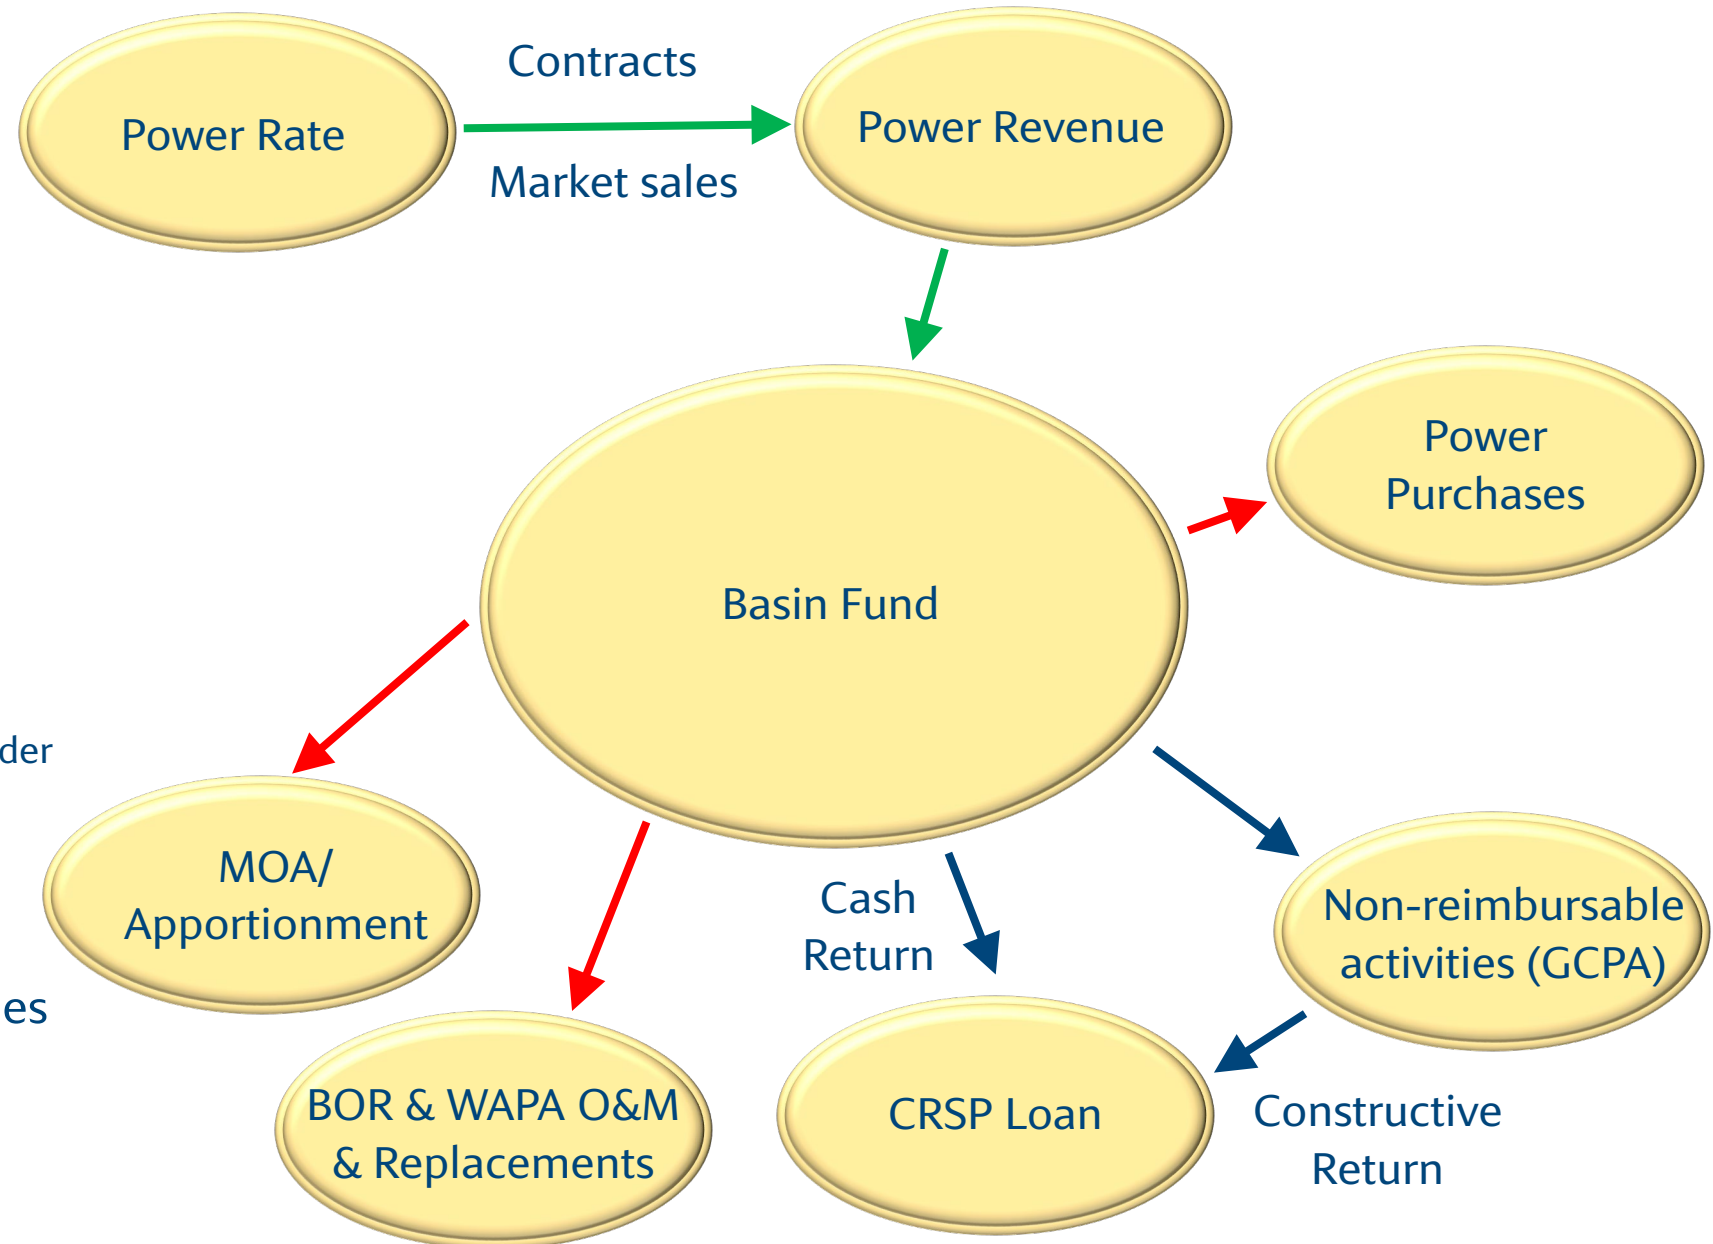 Contracts
Power Rate
Power Revenue
Market sales
Power
Purchases
Basin Fund
der
MOA/
Apportionment
Cash
Return
Non-reimbursable
activities (GCPA)
es
BOR & WAPA O&M
& Replacements
CRSP Loan
Constructive
Return